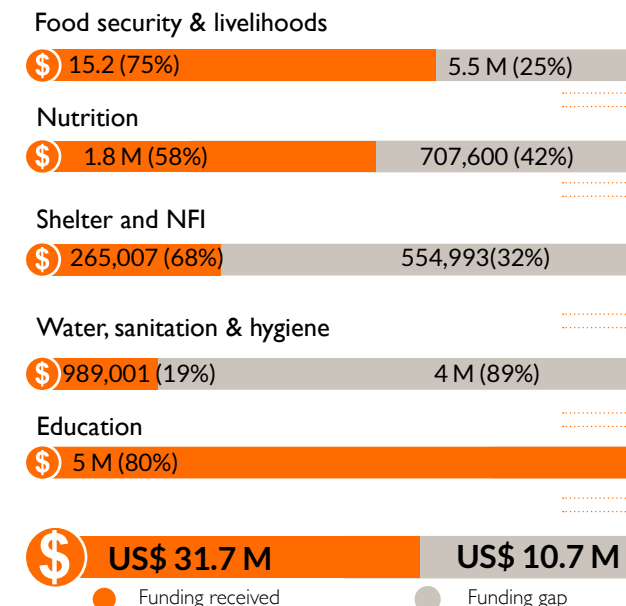 Food security & livelihoods
$ 15.2 (75%) 5.5 M (25%)
Nutrition
$ 1.8 M (58%) 707,600 (42%)
Shelter and NFI
$ 265,007 (68%) 554,993(32%)
Water, sanitation & hygiene
$ 989,001 (19%) 4 M (89%)
Education
$ 5 M (80%)
$ US$ 31.7 M US$ 10.7 M
Funding received Funding gap